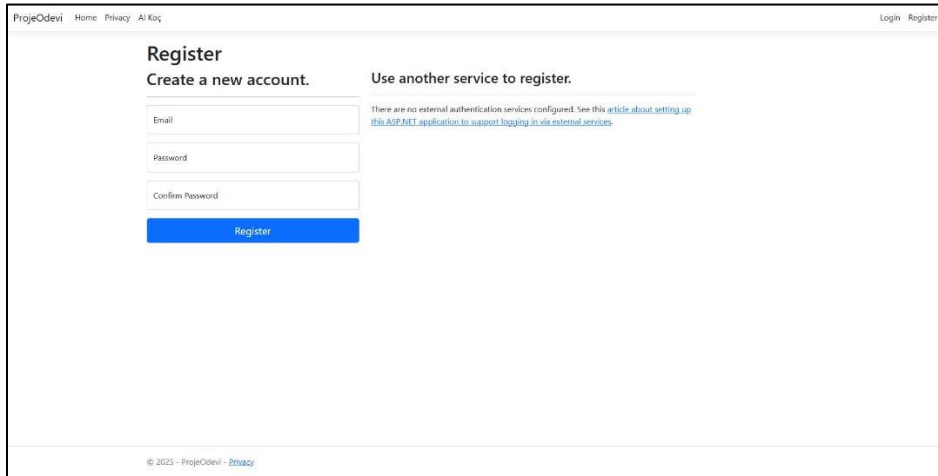 ProjeOdevi Home Privacy AI Koç Login Register
Register
Create a new account.
Email
Password
Confirm Password
Register
Use another service to register.
There are no external authentication services configured. See this article about setting up
this ASP.NET application to support logging in via external services.
© 2025 - ProjeOdevi - Privacy